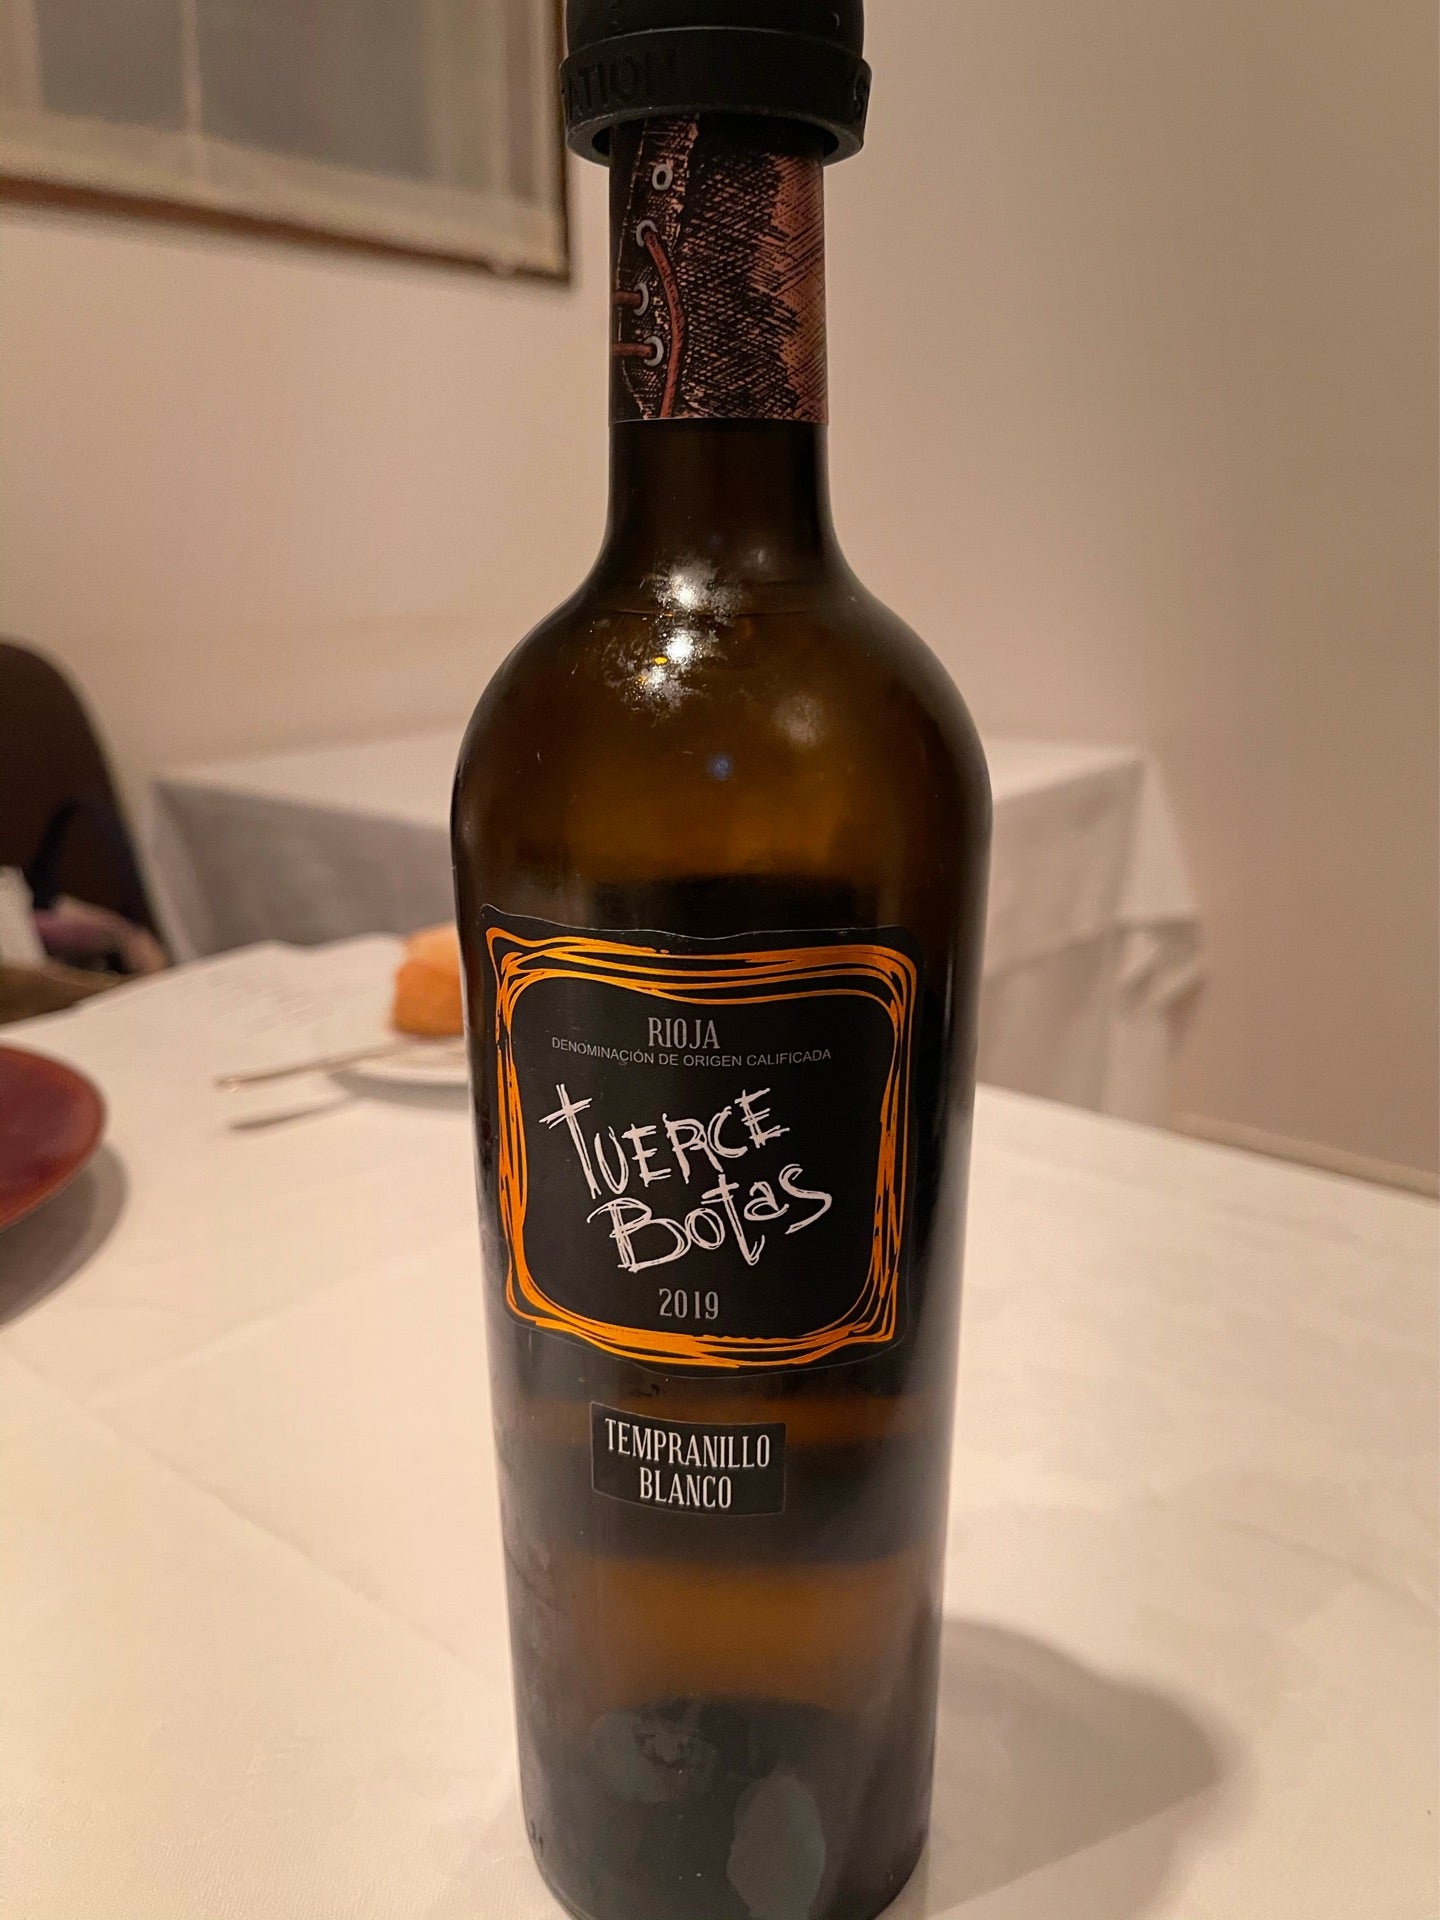 RIOJA
DENOMINACIÓN DE ORIGEN CALIFICADA
TUERCE
Botas
2019
TEMPRANILLO
BLANCO